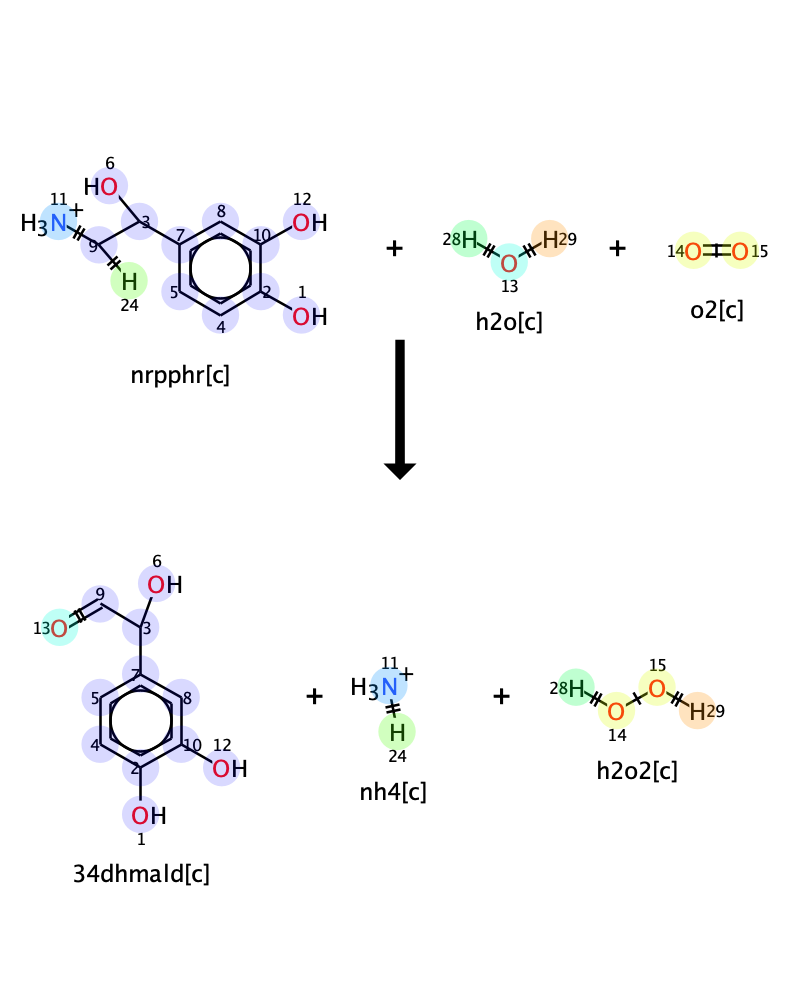 6
HO
11
H3N+
3
9
H
24
7
8
10
12
OH
5
2
1
OH
4
nrpphr[c]
+
28H
H29
O
13
h2o[c]
+
14O
O15
o2[c]
6
OH
9
13O
3
7
5
8
4
10
12
OH
2
OH
1
34dhmald[c]
+
11
H3N+
H
24
nh4[c]
+
28H
15
O
O
14
H29
h2o2[c]